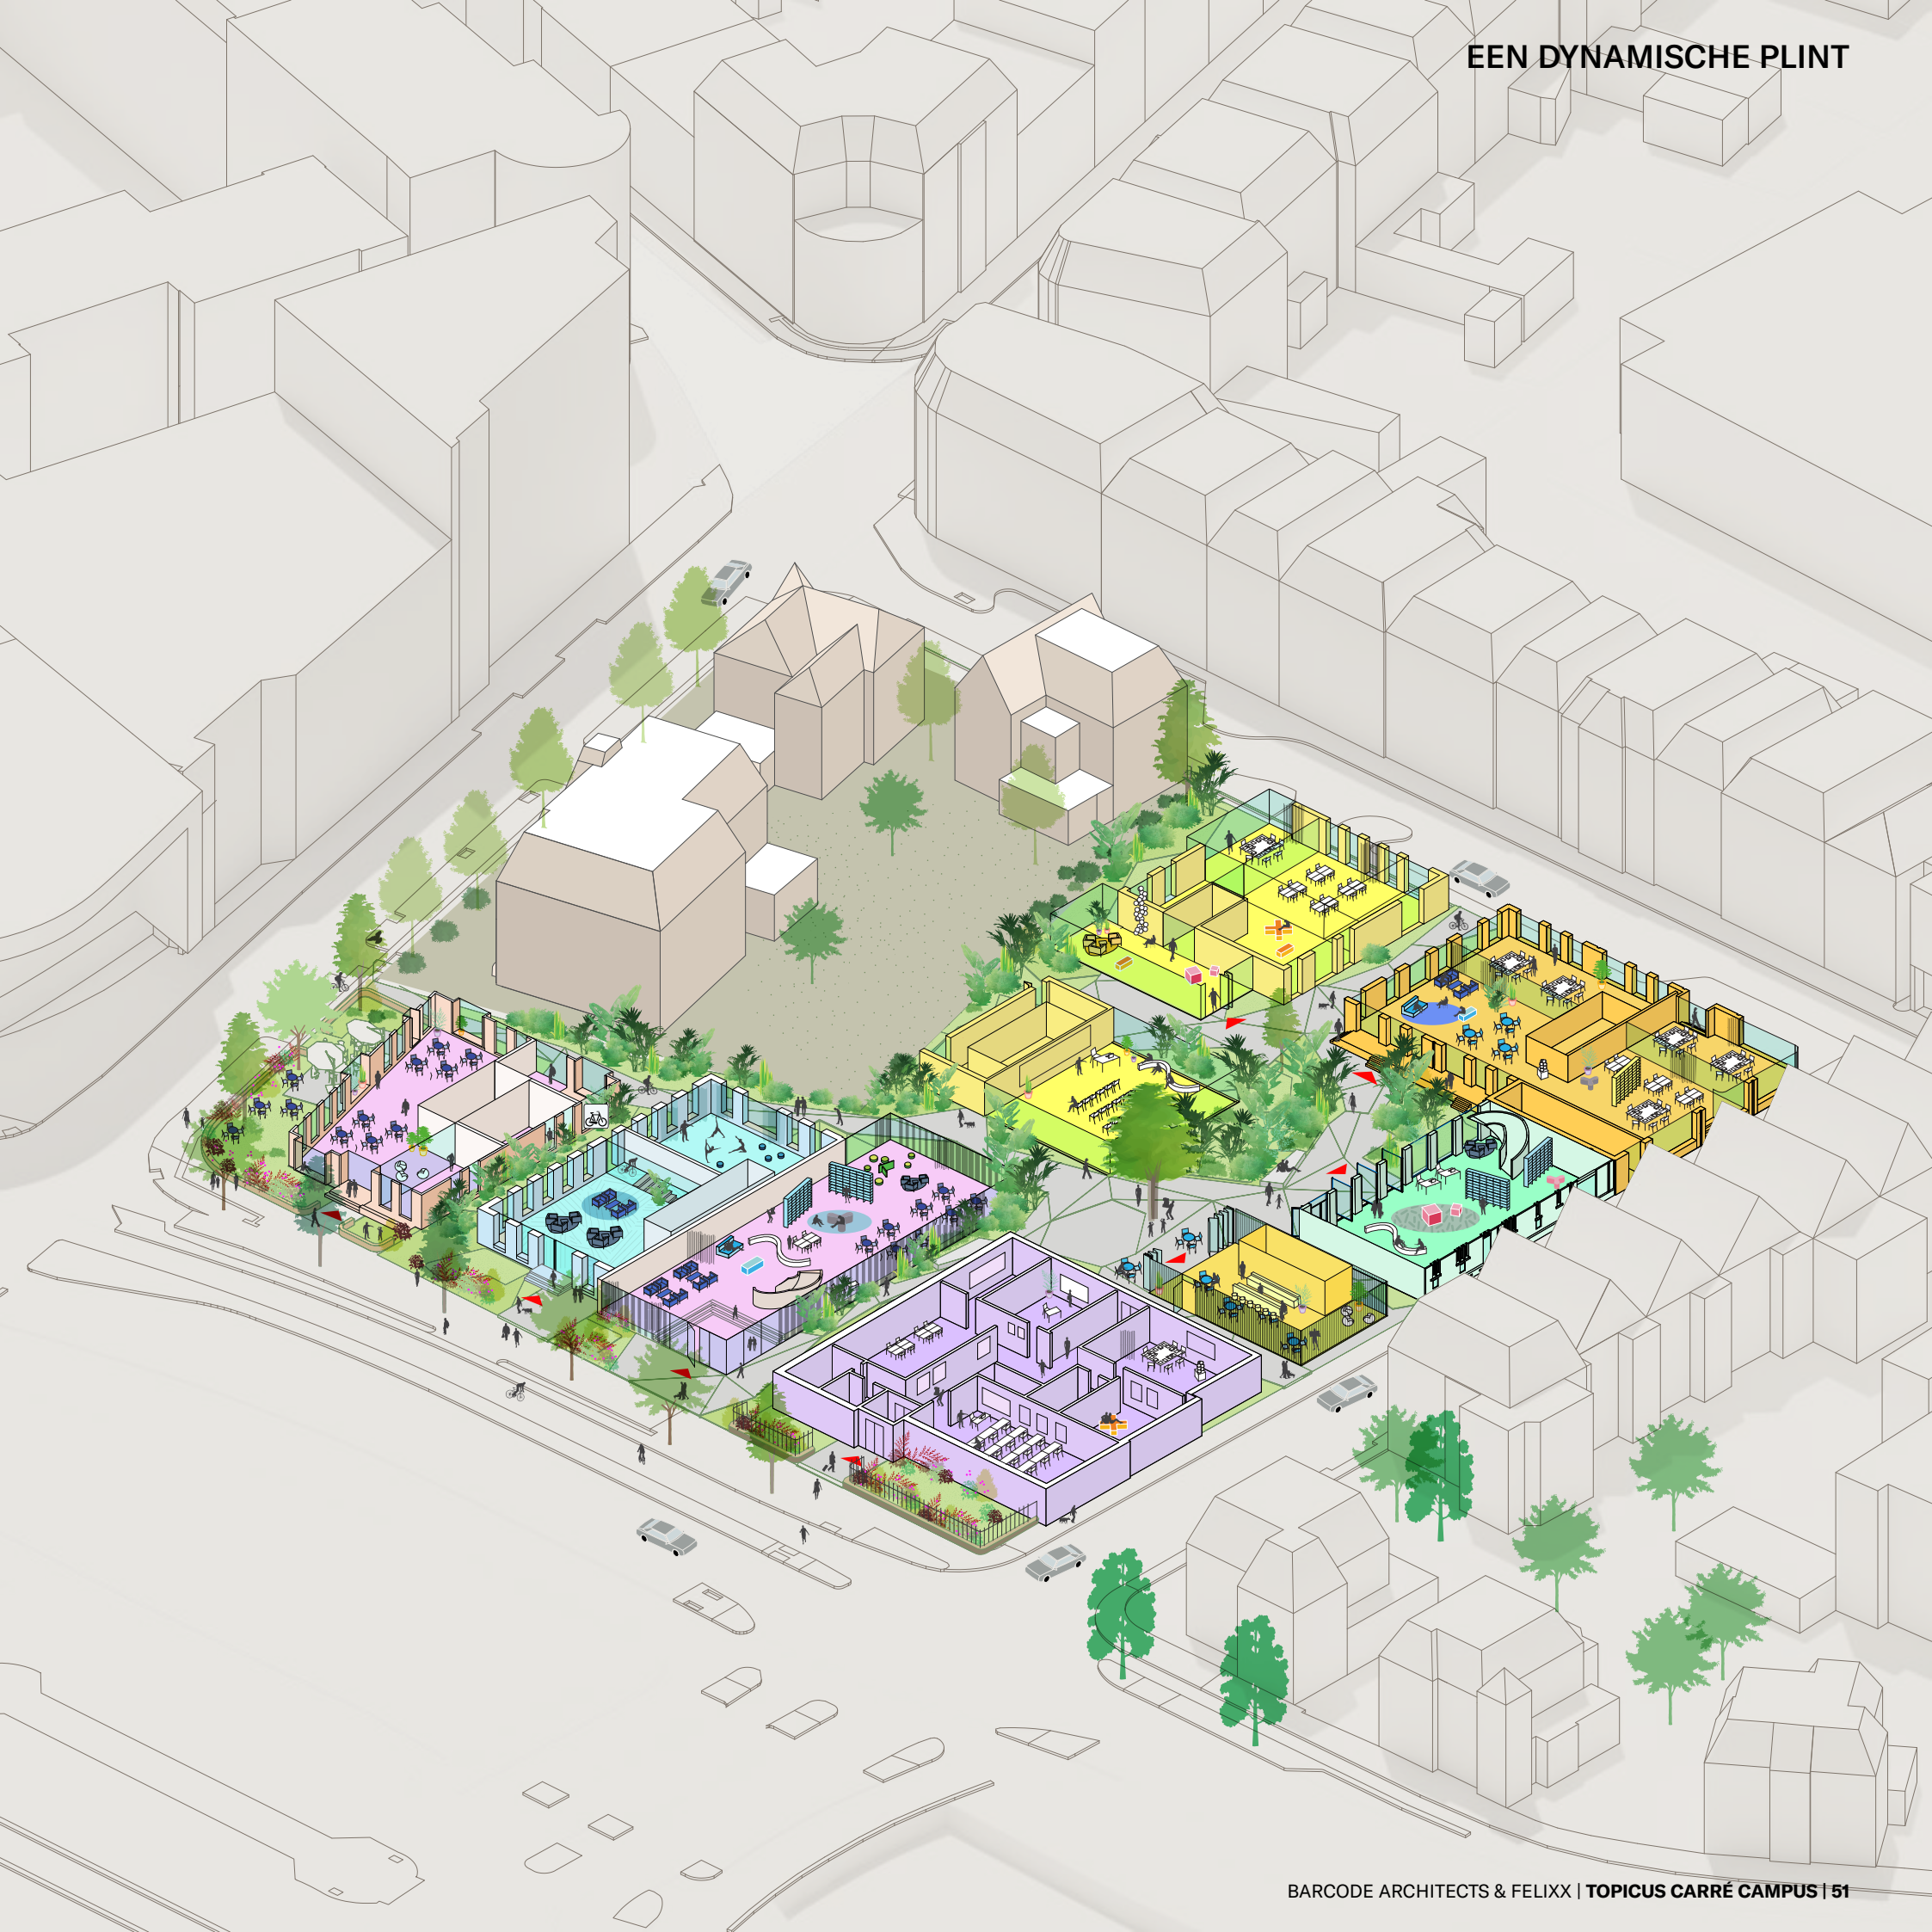 EEN DYNAMISCHE PLINT
BARCODE ARCHITECTS & FELIXX | TOPICUS CARRÉ CAMPUS | 51